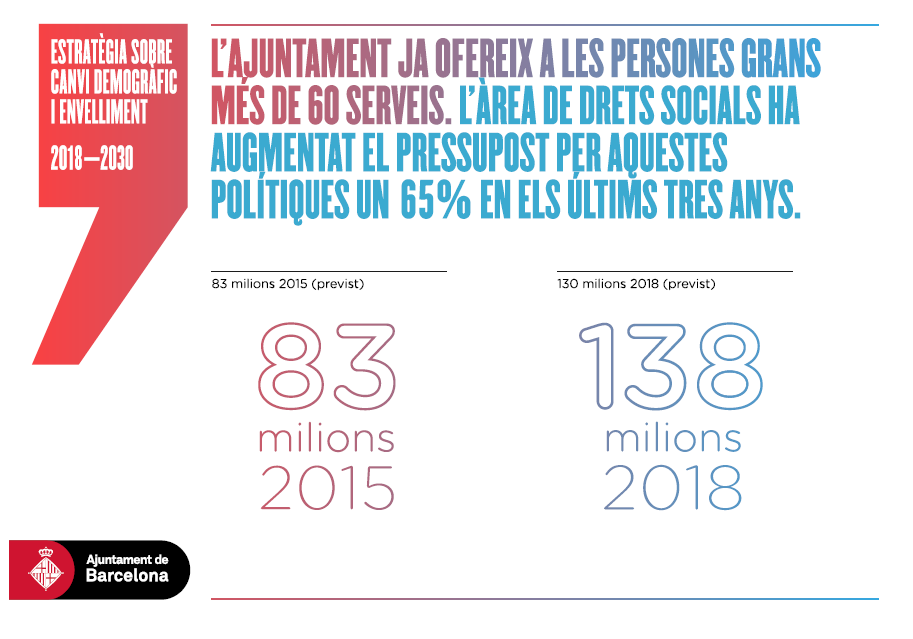 ESTRATÈGIA SOBRE
CANVI DEMOGRÀFIC
I ENVELLIMENT
2018—2030
L'AJUNTAMENT JA OFEREIX A LES PERSONES GRANS
MÉS DE 60 SERVEIS. L'ÀREA DE DRETS SOCIALS HA
AUGMENTAT EL PRESSUPOST PER AQUESTES
POLÍTIQUES UN 65% EN ELS ÚLTIMS TRES ANYS.
83 milions 2015 (previst)
83
milions
2015
130 milions 2018 (previst)
138
milions
2018
Ajuntament de
Barcelona